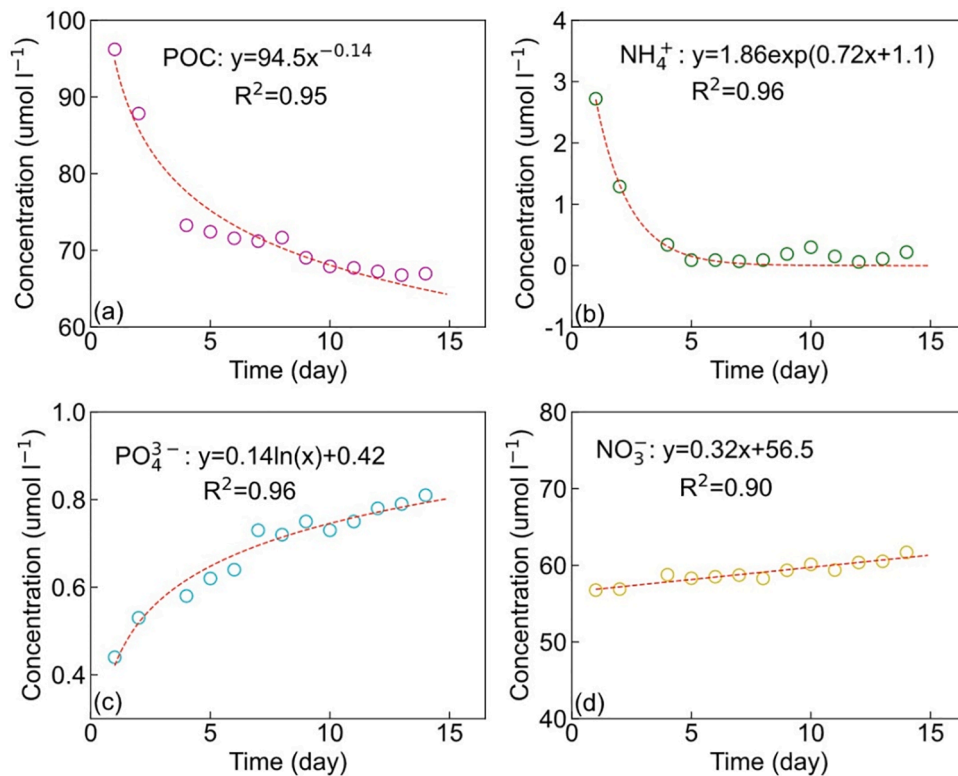 100
90
80
70
60
Concentration (umol l⁻¹)
POC: y=94.5x^−0.14
R²=0.95
(a)
0 5 10 15
Time (day)
4
3
2
1
0
-1
Concentration (umol l⁻¹)
NH₄⁺: y=1.86exp(0.72x+1.1)
R²=0.96
(b)
0 5 10 15
Time (day)
1.0
0.8
0.6
0.4
Concentration (umol l⁻¹)
PO₄³⁻: y=0.14ln(x)+0.42
R²=0.96
(c)
0 5 10 15
Time (day)
80
70
60
50
40
Concentration (umol l⁻¹)
NO₃⁻: y=0.32x+56.5
R²=0.90
(d)
0 5 10 15
Time (day)